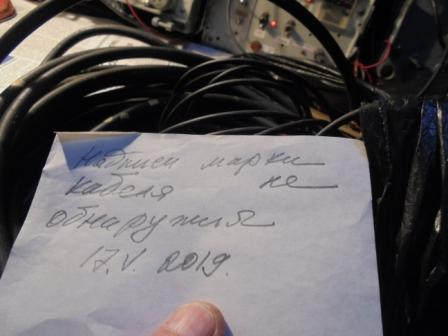 Надписи марки
кабеля не
обнаружил
17.V. 2019.